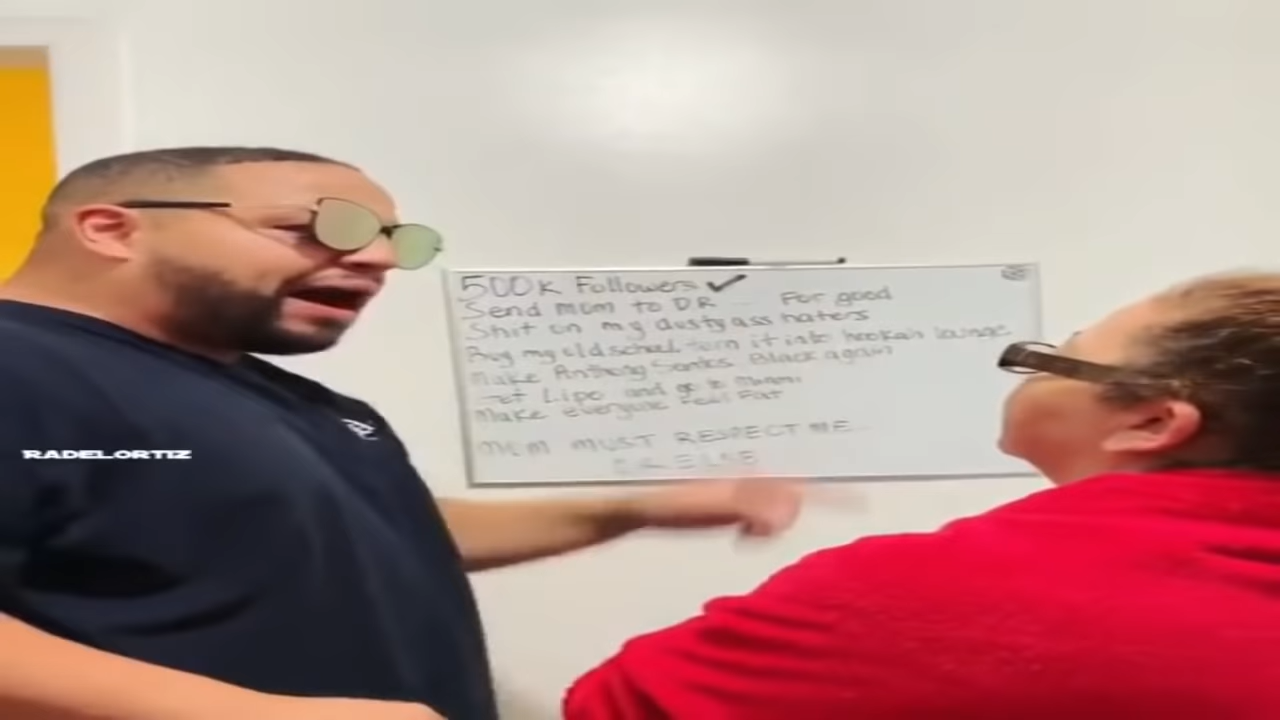 500K Followers ✓
Send mom to DR - For good
Shit on my dusty ass haters
Buy my old school turn it into hookah lounge
Make Anthony Santos Black again
Get Lipo and go to Miami
Make everyone feel Fat
MOM MUST RESPECT ME
OR ELSE
RADELORTIZ